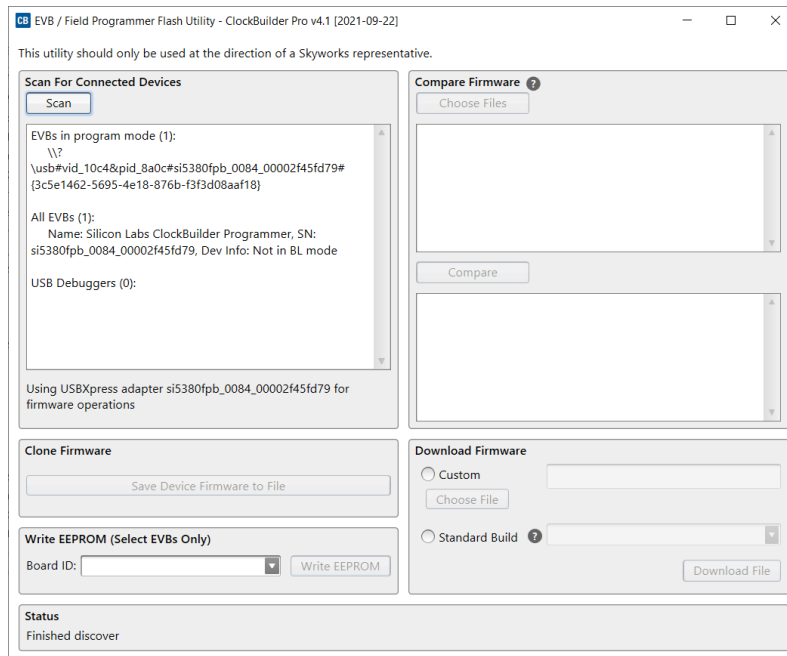 CB EVB / Field Programmer Flash Utility - ClockBuilder Pro v4.1 [2021-09-22]
This utility should only be used at the direction of a Skyworks representative.
Scan For Connected Devices
Scan
EVBs in program mode (1):
\\?
\usb#vid_10c4&pid_8a0c#si5380fpb_0084_00002f45fd79#
{3c5e1462-5695-4e18-876b-f3f3d08aaf18}
All EVBs (1):
Name: Silicon Labs ClockBuilder Programmer, SN:
si5380fpb_0084_00002f45fd79, Dev Info: Not in BL mode
USB Debuggers (0):
Using USBXpress adapter si5380fpb_0084_00002f45fd79 for
firmware operations
Compare Firmware ?
Choose Files
Compare
Clone Firmware
Save Device Firmware to File
Write EEPROM (Select EVBs Only)
Board ID:
Write EEPROM
Download Firmware
Custom
Choose File
Standard Build ?
Download File
Status
Finished discover